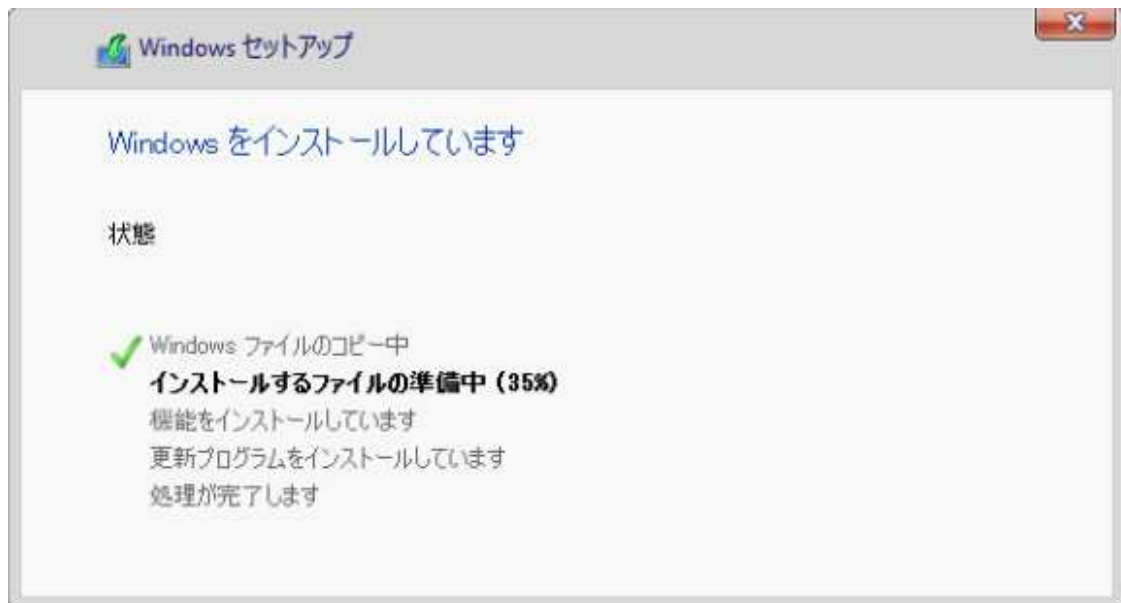 Windows セットアップ
Windows をインストールしています
状態
Windows ファイルのコピー中
インストールするファイルの準備中 (35%)
機能をインストールしています
更新プログラムをインストールしています
処理が完了します